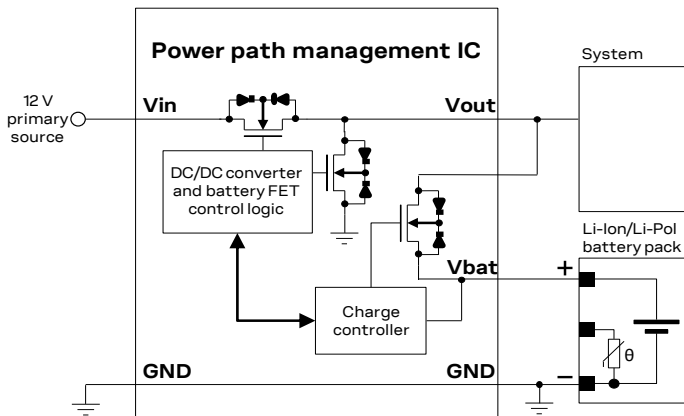 Power path management IC
System
12 V
primary
source
Vin
Vout
DC/DC converter
and battery FET
control logic
Li-Ion/Li-Pol
battery pack
Vbat
+
Charge
controller
θ
GND
GND
–